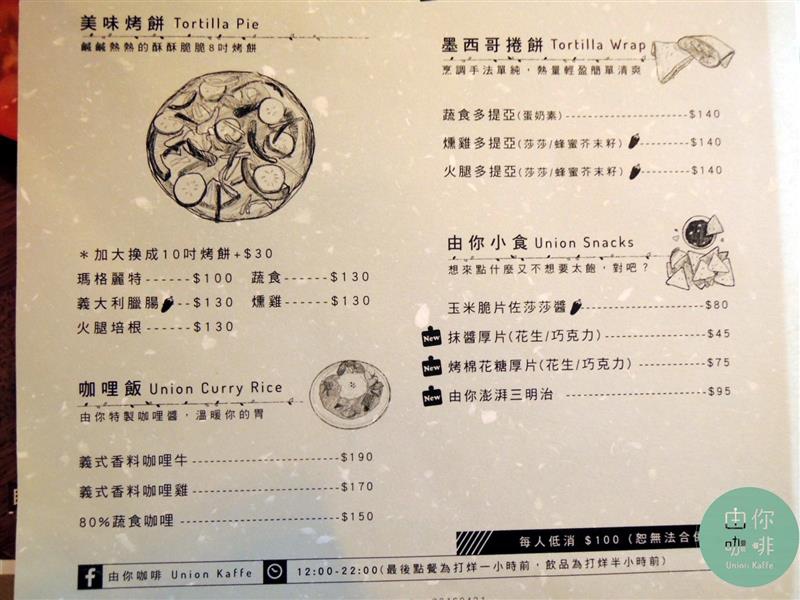 美味烤餅 Tortilla Pie
鹹鹹熱熱的酥酥脆脆8吋烤餅
＊加大換成10吋烤餅+$30
瑪格麗特------$100 蔬食------$130
義大利臘腸--$130 燻雞------$130
火腿培根------$130
咖哩飯 Union Curry Rice
由你特製咖哩醬，溫暖你的胃
義式香料咖哩牛 $190
義式香料咖哩雞 $170
80%蔬食咖哩 $150
墨西哥捲餅 Tortilla Wrap
烹調手法單純，熱量輕盈簡單清爽
蔬食多提亞(蛋奶素) $140
燻雞多提亞(莎莎/蜂蜜芥末籽) $140
火腿多提亞(莎莎/蜂蜜芥末籽) $140
由你小食 Union Snacks
想來點什麼又不想要太飽，對吧？
玉米脆片佐莎莎醬 $80
New 抹醬厚片(花生/巧克力) $45
New 烤棉花糖厚片(花生/巧克力) $75
New 由你澎湃三明治 $95
每人低消 $100 (恕無法合併
f 由你咖啡 Union Kaffe 12:00-22:00(最後點餐為打烊一小時前，飲品為打烊半小時前)
由你咖啡
Union Kaffe